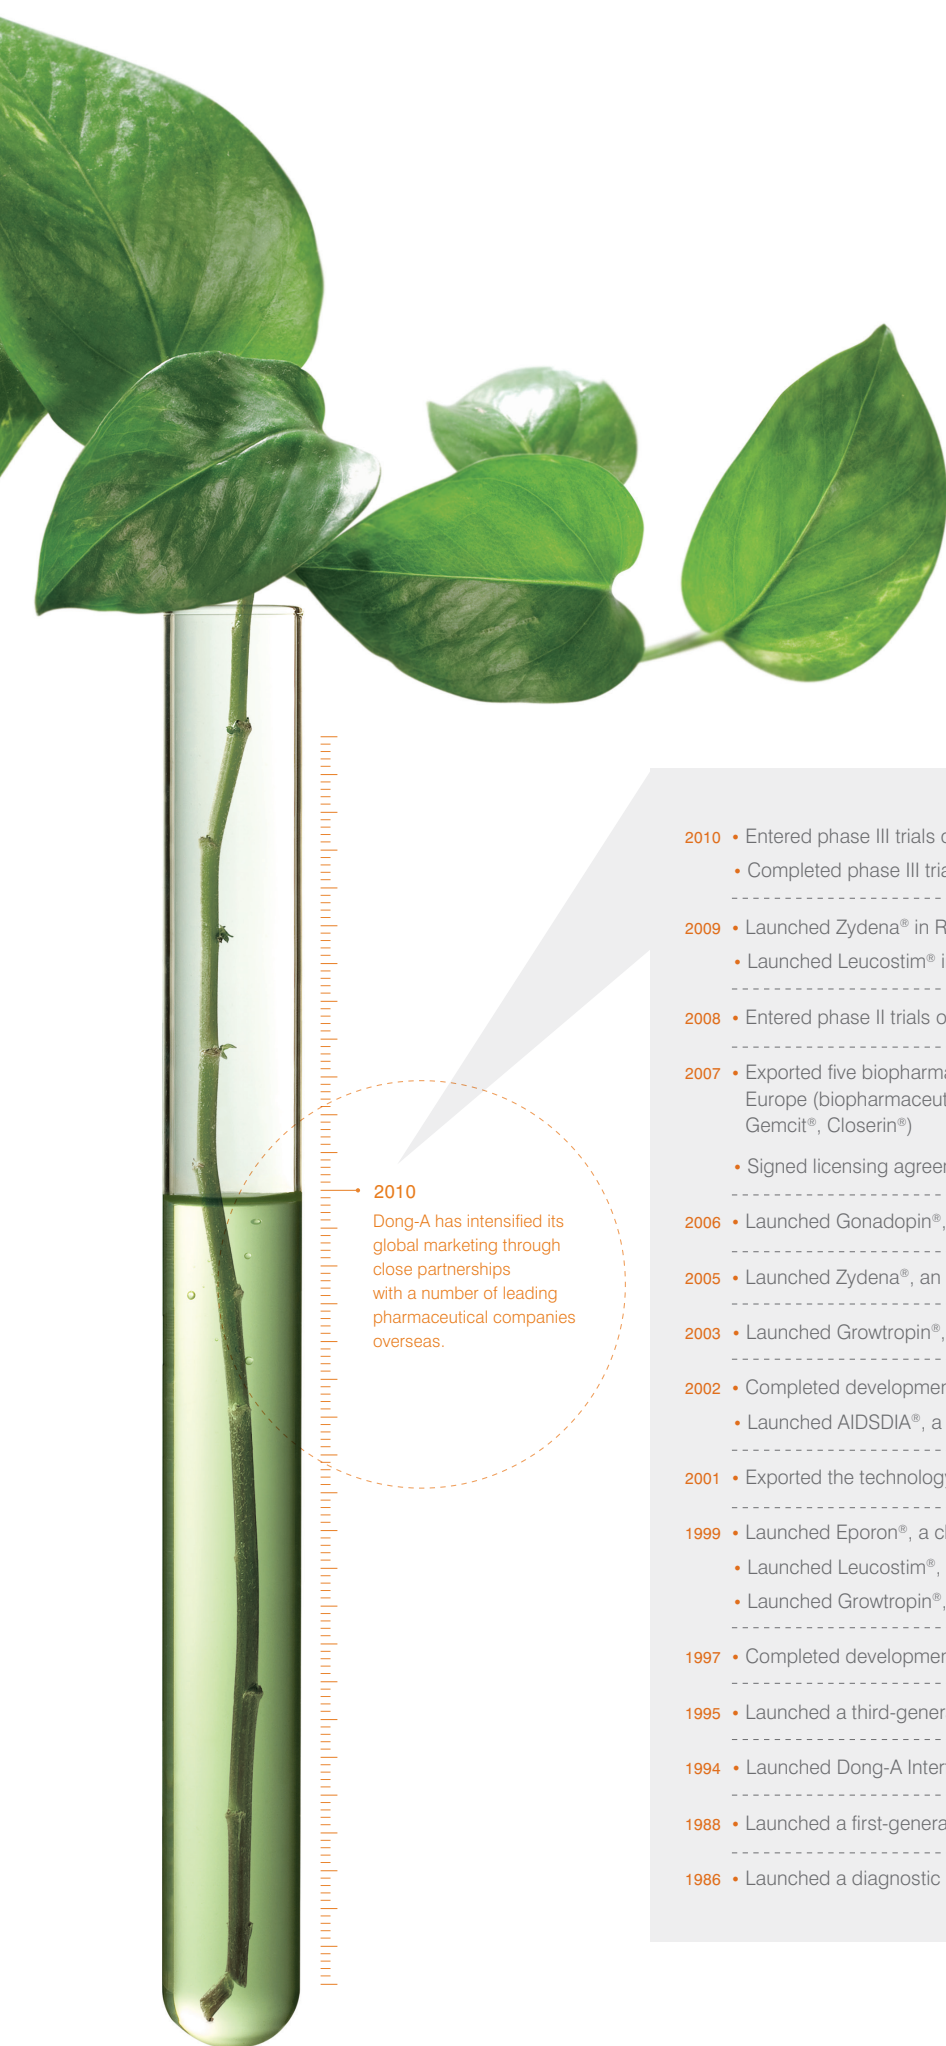 2010
Dong-A has intensified its
global marketing through
close partnerships
with a number of leading
pharmaceutical companies
overseas.
2010 • Entered phase III trials
• Completed phase III
2009 • Launched Zydena® in
• Launched Leucostim®
2008 • Entered phase II trials
2007 • Exported five
Europe
Gemcit®, Closerin®)
• Signed licensing
2006 • Launched Gonadopin®,
2005 • Launched Zydena®, an
2003 • Launched Growtropin®,
2002 • Completed
• Launched AIDSDIA®, a
2001 • Exported the
1999 • Launched Eporon®, a
• Launched Leucostim®,
• Launched Growtropin®,
1997 • Completed
1995 • Launched a
1994 • Launched Dong-A
1988 • Launched a
1986 • Launched a diagnostic